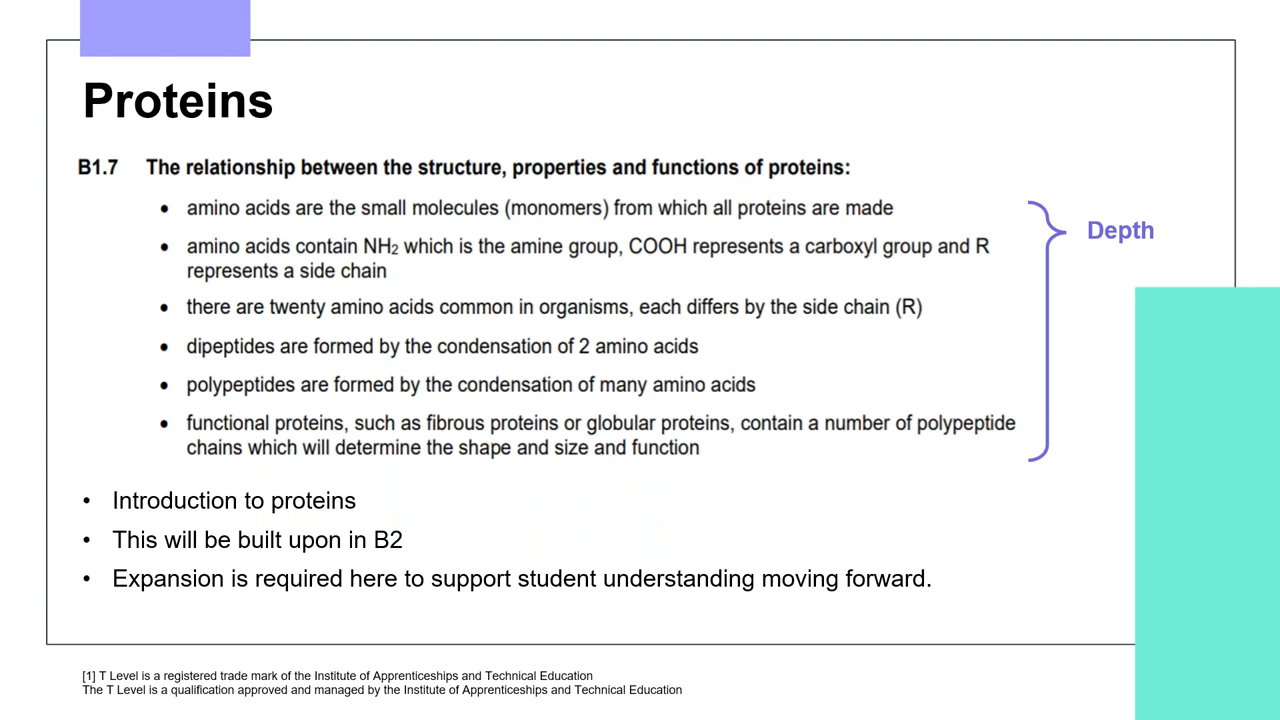 Proteins
B1.7 The relationship between the structure, properties and functions of proteins:
• amino acids are the small molecules (monomers) from which all proteins are made
• amino acids contain NH₂ which is the amine group, COOH represents a carboxyl group and R
represents a side chain
• there are twenty amino acids common in organisms, each differs by the side chain (R)
• dipeptides are formed by the condensation of 2 amino acids
• polypeptides are formed by the condensation of many amino acids
• functional proteins, such as fibrous proteins or globular proteins, contain a number of polypeptide
chains which will determine the shape and size and function
Depth
• Introduction to proteins
• This will be built upon in B2
• Expansion is required here to support student understanding moving forward.
[1] T Level is a registered trade mark of the Institute of Apprenticeships and Technical Education
The T Level is a qualification approved and managed by the Institute of Apprenticeships and Technical Education